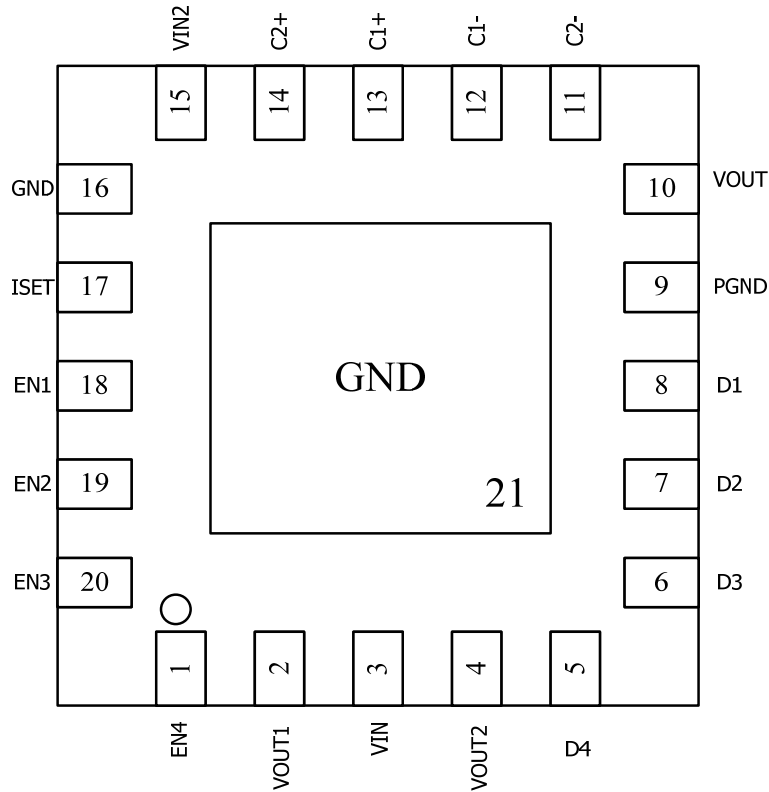 VIN2 C2+ C1+ C1- C2-
15 14 13 12 11
GND 16 10 VOUT
ISET 17 9 PGND
GND
EN1 18 8 D1
EN2 19 7 D2
21
EN3 20 6 D3
1 2 3 4 5
EN4 VOUT1 VIN VOUT2 D4